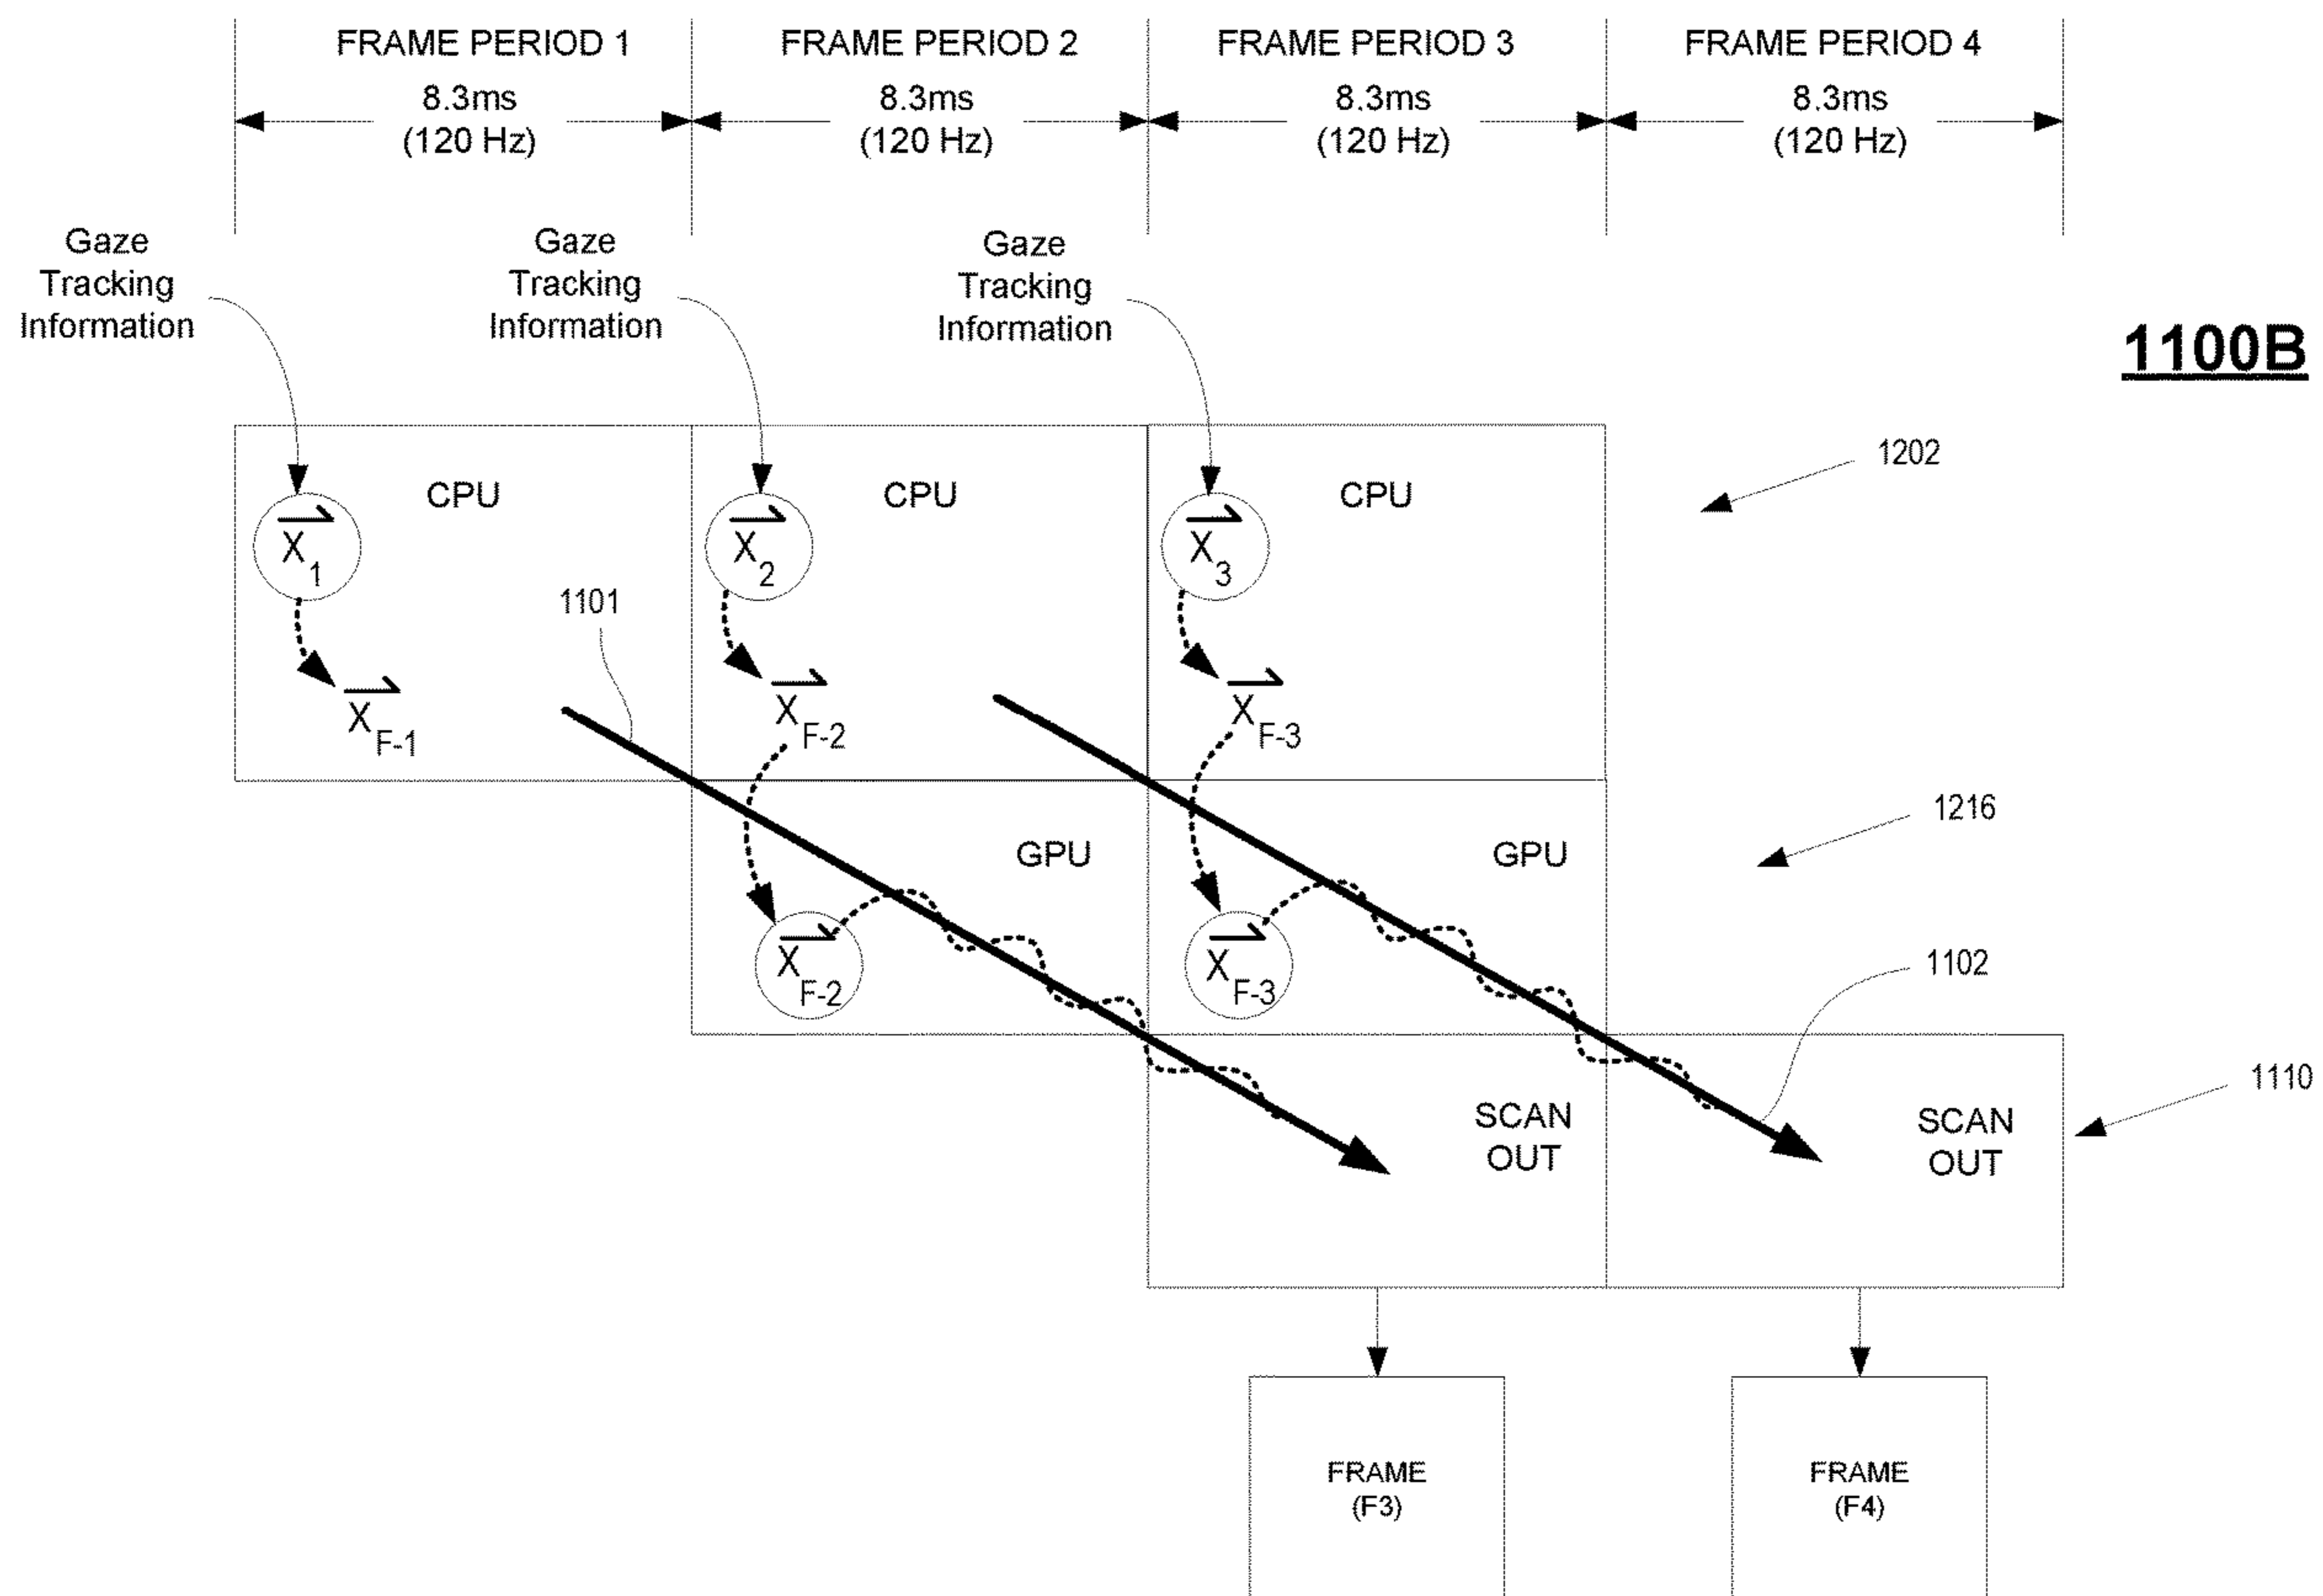 FRAME PERIOD 1
8.3ms
(120 Hz)
FRAME PERIOD 2
8.3ms
(120 Hz)
FRAME PERIOD 3
8.3ms
(120 Hz)
FRAME PERIOD 4
8.3ms
(120 Hz)
Gaze
Tracking
Information
Gaze
Tracking
Information
Gaze
Tracking
Information
1100B
CPU
X1
XF-1
1101
CPU
X2
XF-2
CPU
X3
XF-3
1202
GPU
XF-2
GPU
XF-3
1216
1102
SCAN
OUT
SCAN
OUT
1110
FRAME
(F3)
FRAME
(F4)